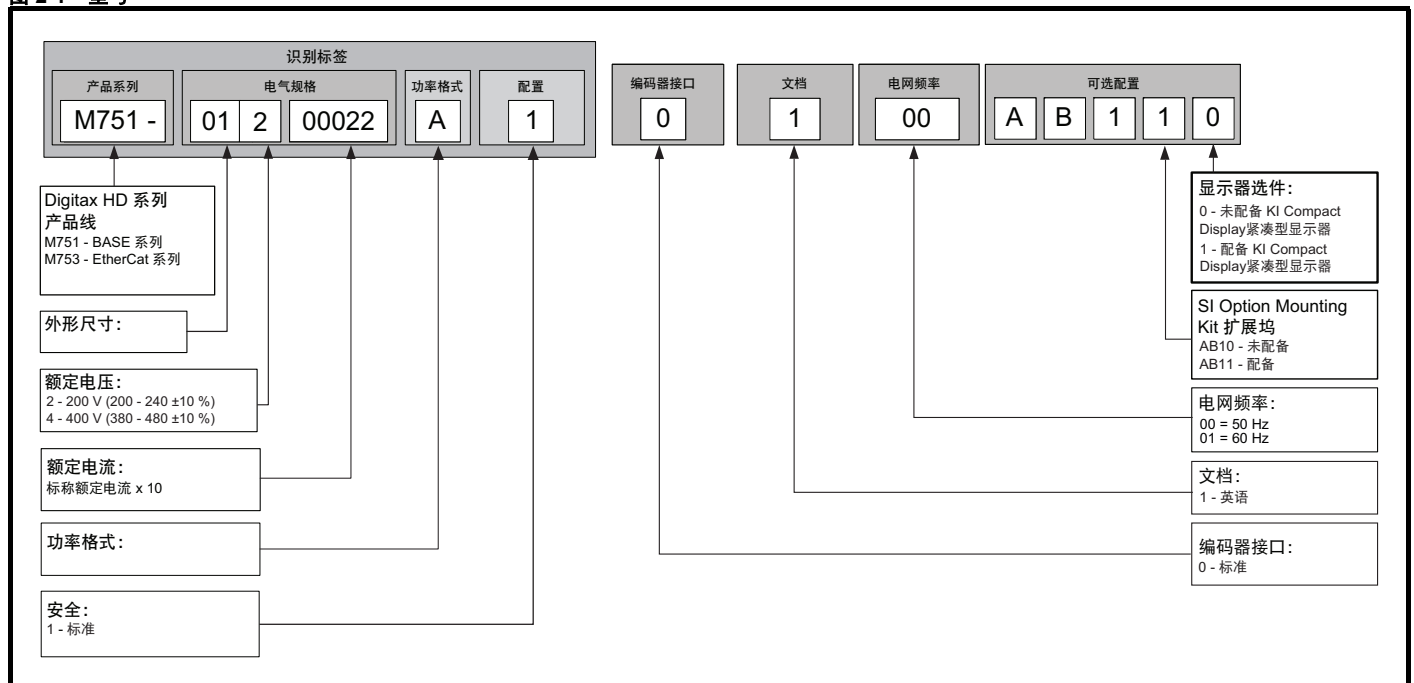 图 2-1 型号
识别标签
产品系列
电气规格
功率格式
配置
编码器接口
文档
电网频率
可选配置
M751 -
01 2 00022
A
1
0
1
00
A B 1 1 0
Digitax HD 系列
产品线
M751 - BASE 系列
M753 - EtherCat 系列
外形尺寸：
额定电压：
2 - 200 V (200 - 240 ±10 %)
4 - 400 V (380 - 480 ±10 %)
额定电流：
标称额定电流 x 10
功率格式：
安全：
1 - 标准
显示器选件：
0 - 未配备 KI Compact
Display紧凑型显示器
1 - 配备 KI Compact
Display紧凑型显示器
SI Option Mounting
Kit 扩展坞
AB10 - 未配备
AB11 - 配备
电网频率：
00 = 50 Hz
01 = 60 Hz
文档：
1 - 英语
编码器接口：
0 - 标准